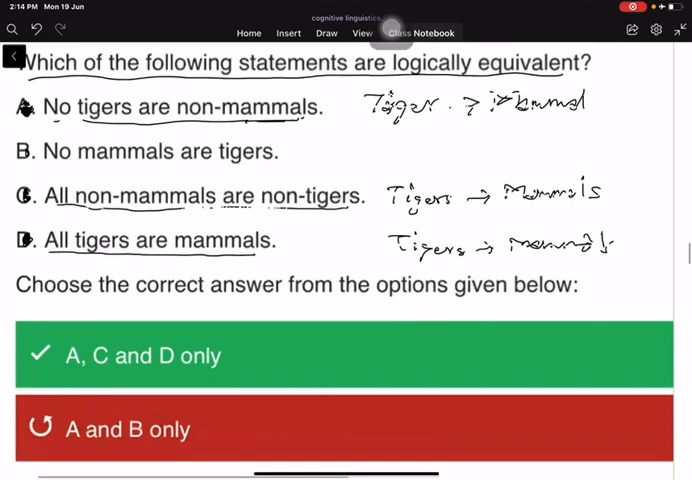 2:14 PM Mon 19 Jun
cognitive linguistics
Home Insert Draw View Class Notebook
Which of the following statements are logically equivalent?
A. No tigers are non-mammals. Tiger → Mammal
B. No mammals are tigers.
C. All non-mammals are non-tigers. Tigers → Mammals
D. All tigers are mammals. Tigers → mammals
Choose the correct answer from the options given below:
A, C and D only
A and B only